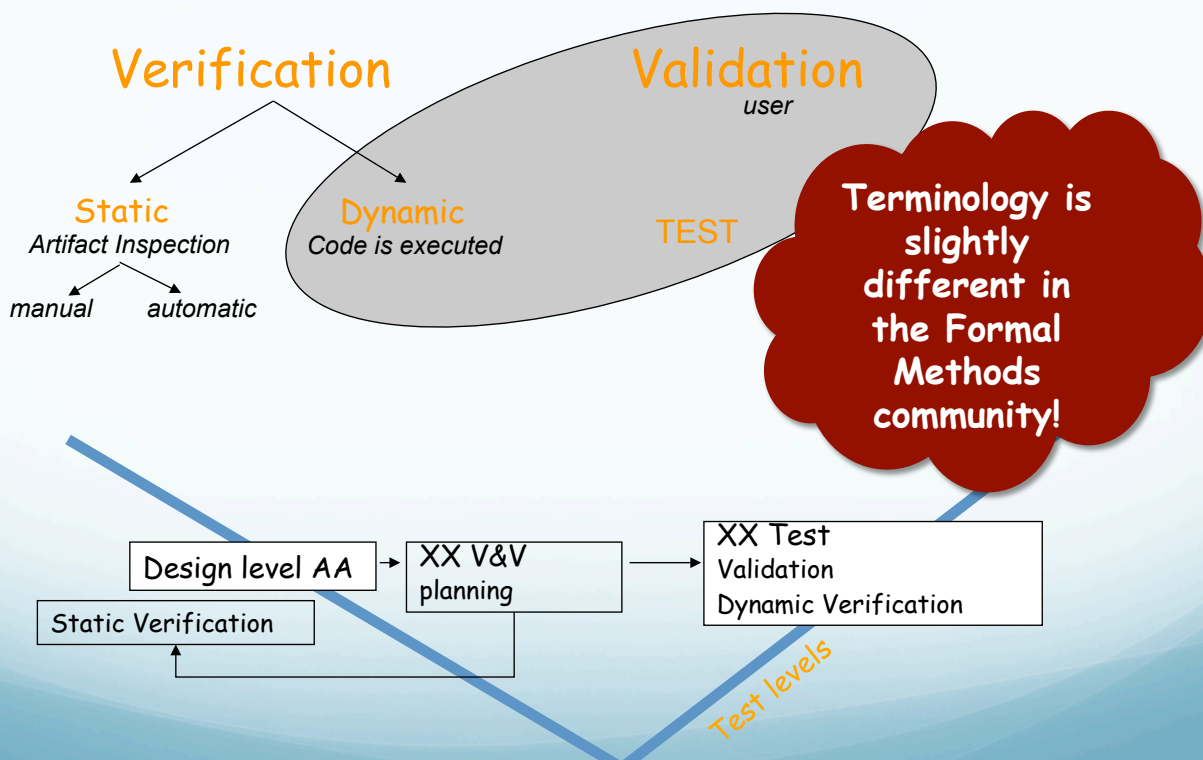 Verification
Validation
user
Static
Artifact Inspection
manual
automatic
Dynamic
Code is executed
TEST
Terminology is
slightly
different in
the Formal
Methods
community!
Design level AA
Static Verification
XX V&V
planning
XX Test
Validation
Dynamic Verification
Test levels